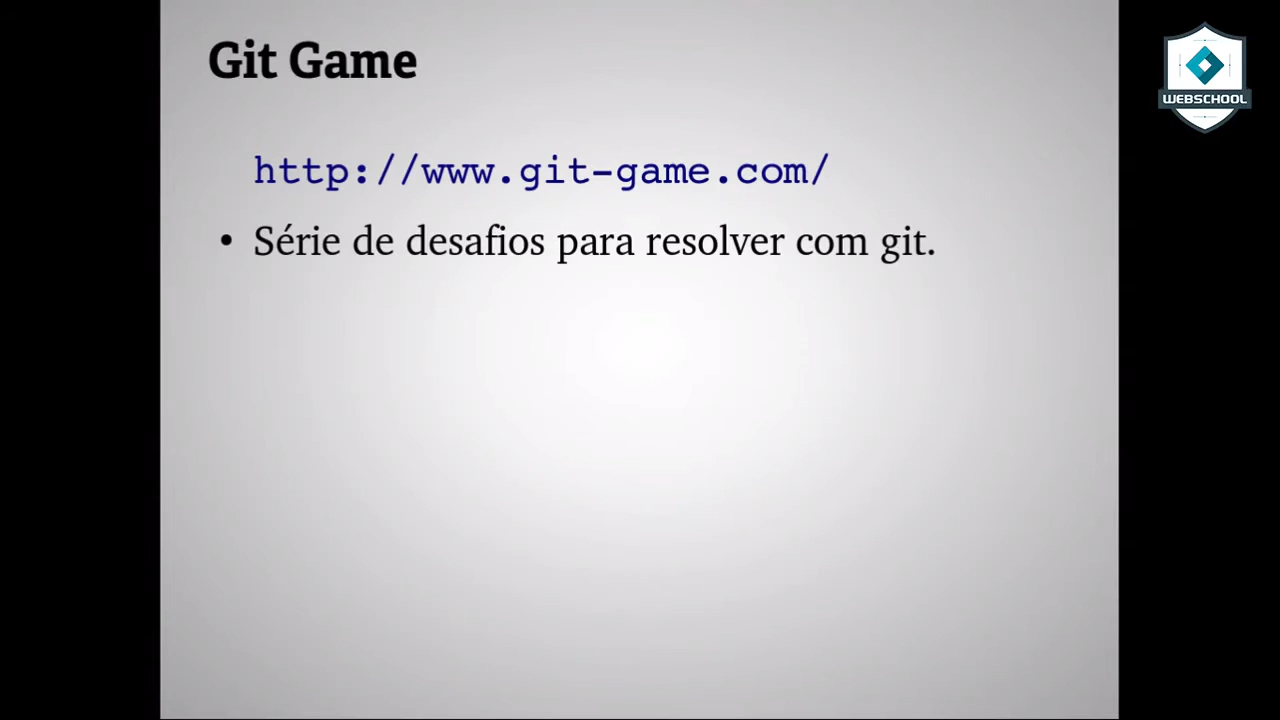 Git Game
http://www.git-game.com/
• Série de desafios para resolver com git.
WEBSCHOOL